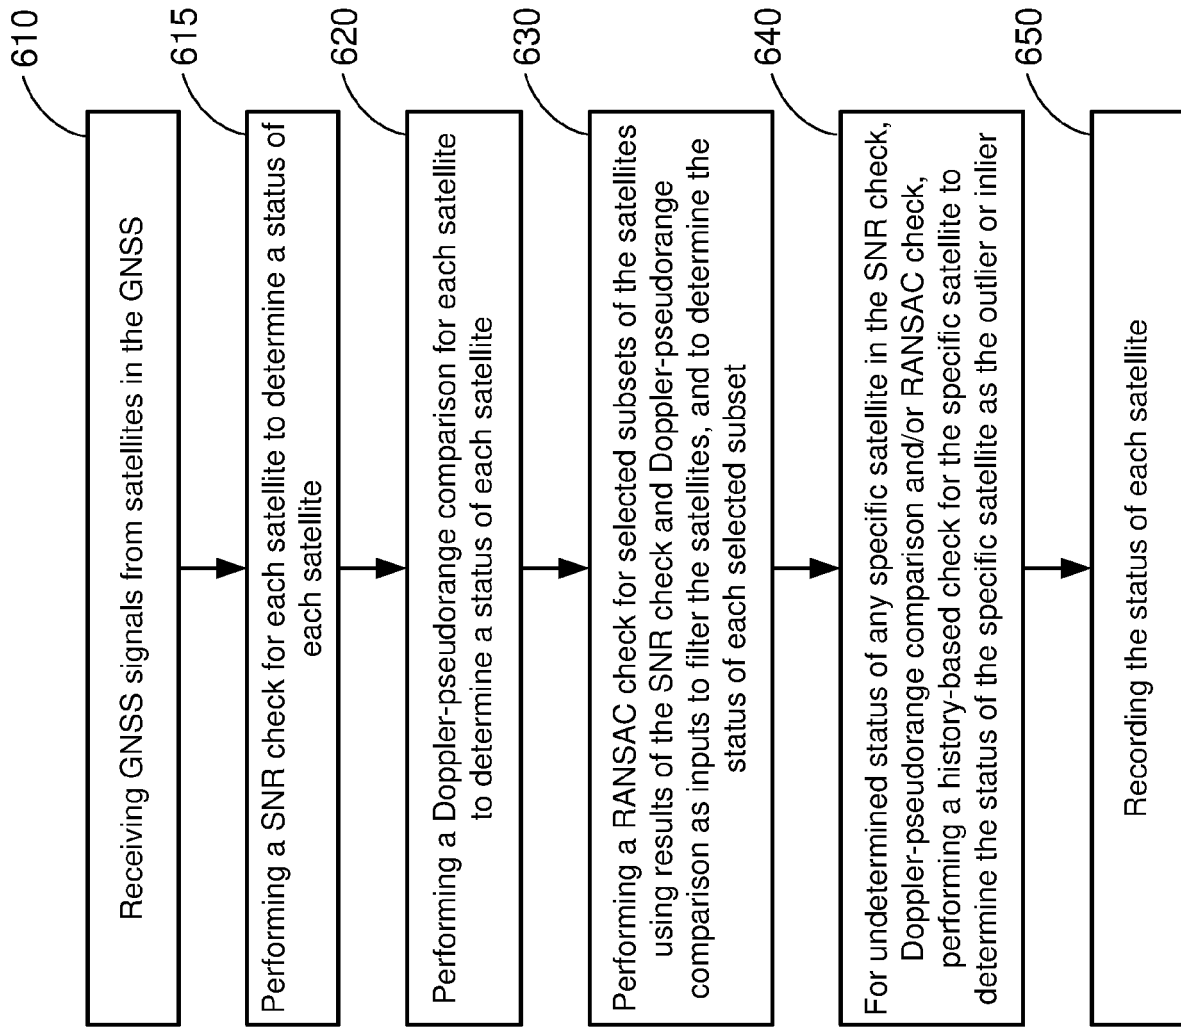 610
Receiving GNSS signals from satellites in the GNSS
615
Performing a SNR check for each satellite to determine a status of
each satellite
620
Performing a Doppler-pseudorange comparison for each satellite
to determine a status of each satellite
630
Performing a RANSAC check for selected subsets of the satellites
using results of the SNR check and Doppler-pseudorange
comparison as inputs to filter the satellites, and to determine the
status of each selected subset
640
For undetermined status of any specific satellite in the SNR check,
Doppler-pseudorange comparison and/or RANSAC check,
performing a history-based check for the specific satellite to
determine the status of the specific satellite as the outlier or inlier
650
Recording the status of each satellite